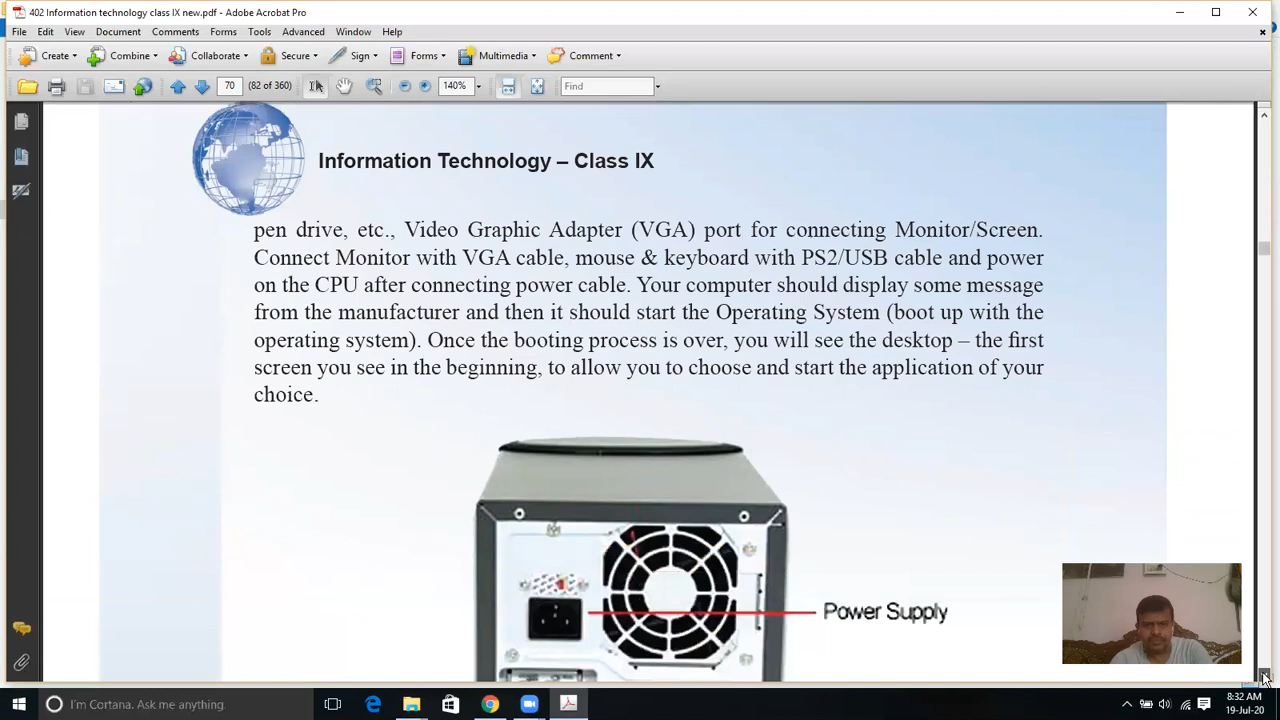 402 Information technology class IX new.pdf - Adobe Acrobat Pro
File Edit View Document Comments Forms Tools Advanced Window Help
Create Combine Collaborate Secure Sign Forms Multimedia Comment
70 (82 of 360) 140% Find
Information Technology – Class IX
pen drive, etc., Video Graphic Adapter (VGA) port for connecting Monitor/Screen.
Connect Monitor with VGA cable, mouse & keyboard with PS2/USB cable and power
on the CPU after connecting power cable. Your computer should display some message
from the manufacturer and then it should start the Operating System (boot up with the
operating system). Once the booting process is over, you will see the desktop – the first
screen you see in the beginning, to allow you to choose and start the application of your
choice.
Power Supply
I'm Cortana. Ask me anything.
8:32 AM
19-Jul-20